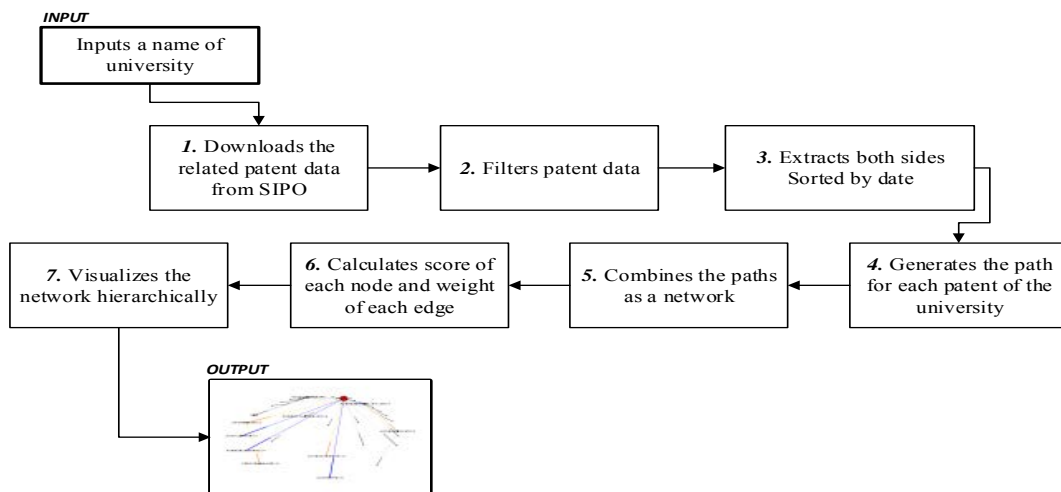 INPUT
Inputs a name of
university
1. Downloads the
related patent data
from SIPO
2. Filters patent data
3. Extracts both sides
Sorted by date
4. Generates the path
for each patent of the
university
5. Combines the paths
as a network
6. Calculates score of
each node and weight
of each edge
7. Visualizes the
network hierarchically
OUTPUT